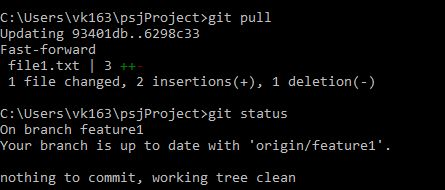 C:\Users\vk163\psjProject>git pull
Updating 93401db..6298c33
Fast-forward
 file1.txt | 3 ++-
 1 file changed, 2 insertions(+), 1 deletion(-)

C:\Users\vk163\psjProject>git status
On branch feature1
Your branch is up to date with 'origin/feature1'.

nothing to commit, working tree clean